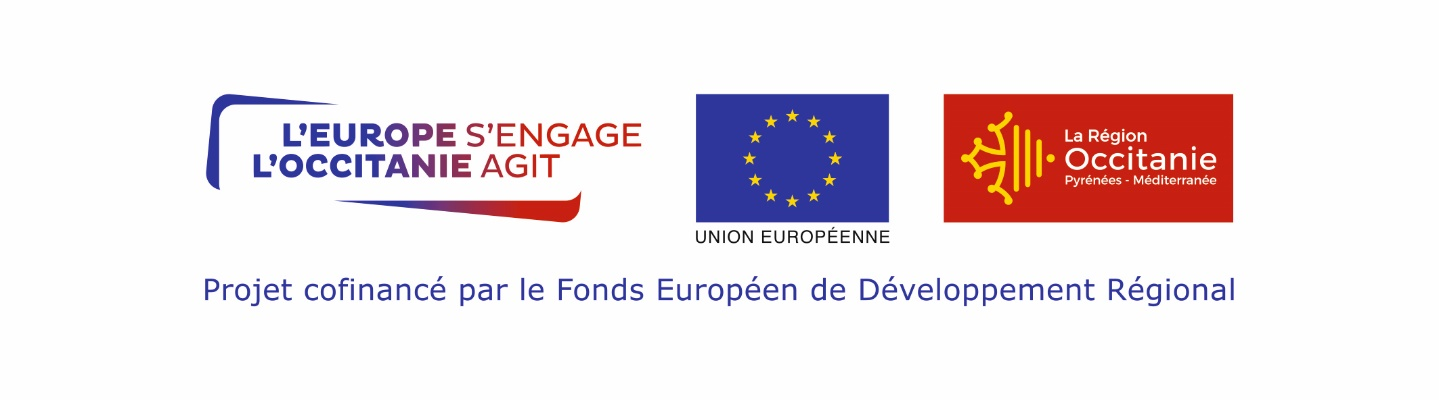 L'EUROPE S'ENGAGE
L'OCCITANIE AGIT
UNION EUROPÉENNE
La Région
Occitanie
Pyrénées - Méditerranée
Projet cofinancé par le Fonds Européen de Développement Régional